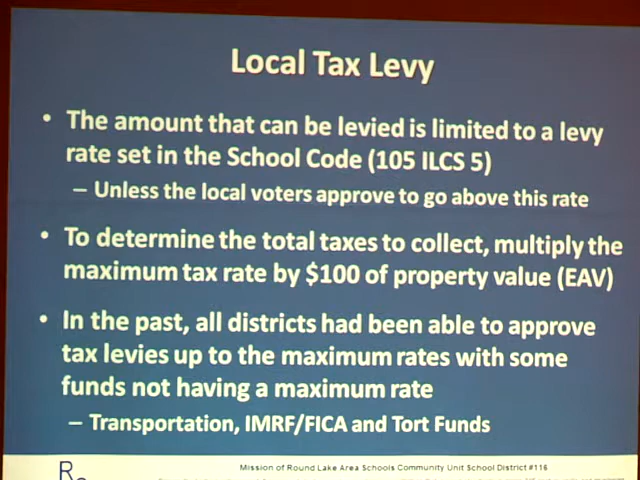 Local Tax Levy
• The amount that can be levied is limited to a levy
rate set in the School Code (105 ILCS 5)
– Unless the local voters approve to go above this rate
• To determine the total taxes to collect, multiply the
maximum tax rate by $100 of property value (EAV)
• In the past, all districts had been able to approve
tax levies up to the maximum rates with some
funds not having a maximum rate
– Transportation, IMRF/FICA and Tort Funds
Mission of Round Lake Area Schools Community Unit School District #116
R